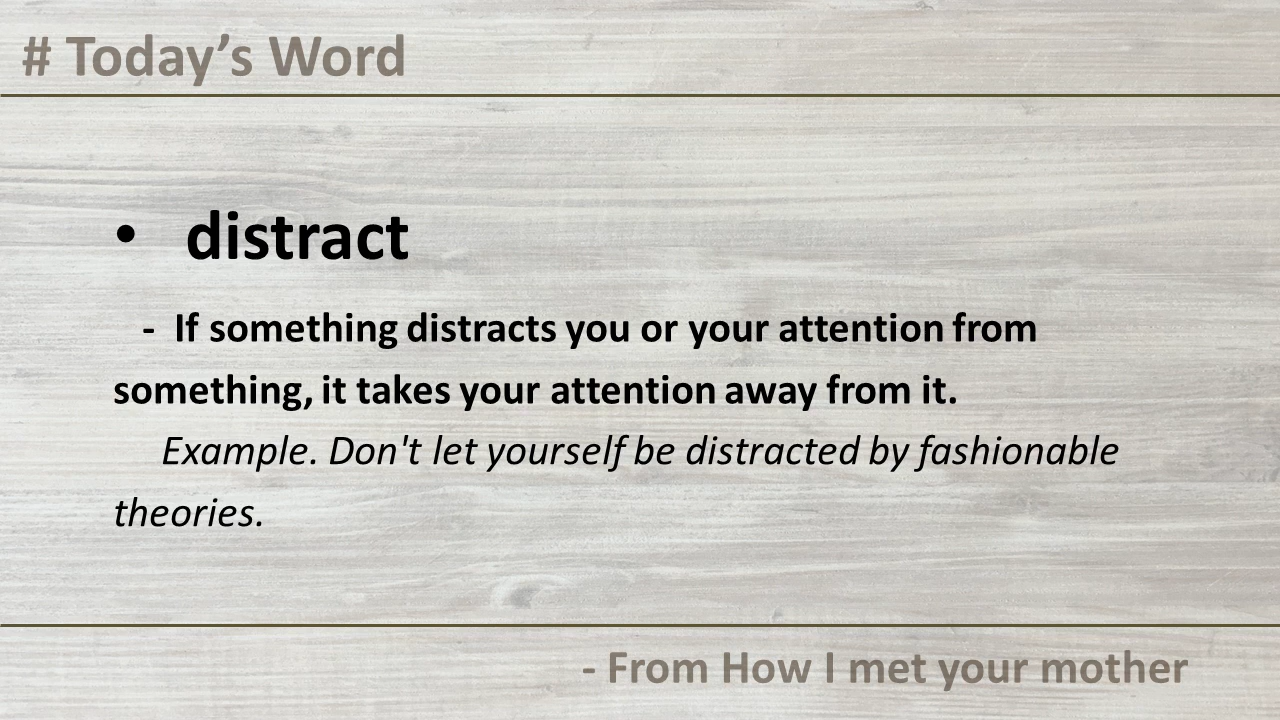 # Today’s Word
• distract
- If something distracts you or your attention from
something, it takes your attention away from it.
Example. Don't let yourself be distracted by fashionable
theories.
- From How I met your mother